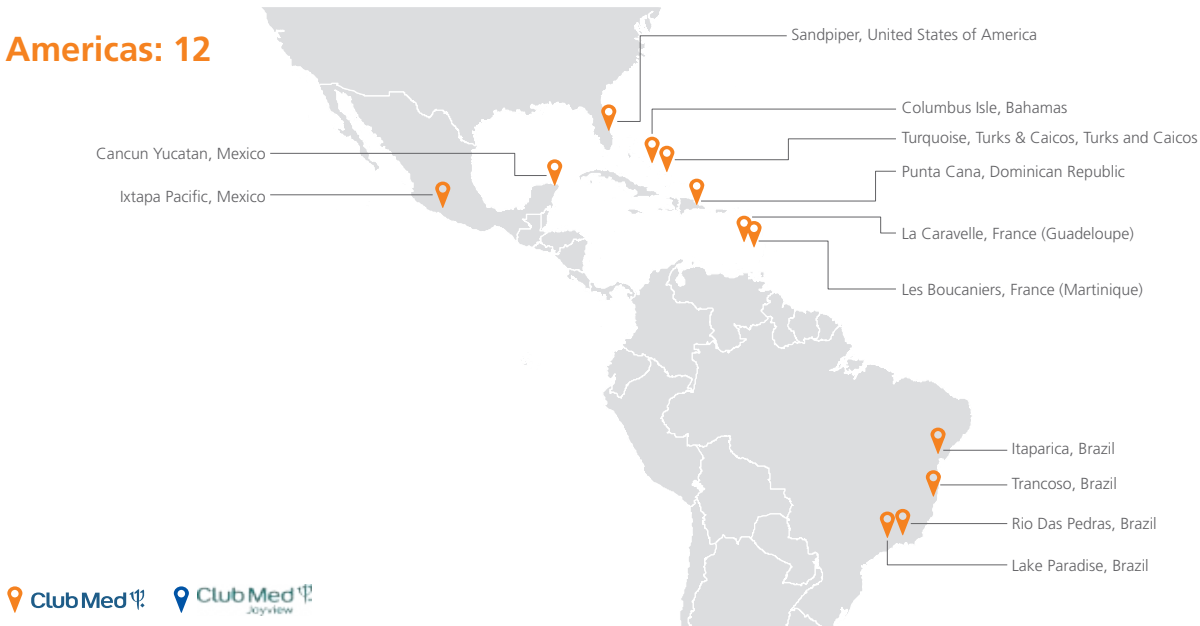 Americas: 12
Sandpiper, United States of America
Columbus Isle, Bahamas
Turquoise, Turks & Caicos, Turks and Caicos
Cancun Yucatan, Mexico
Punta Cana, Dominican Republic
Ixtapa Pacific, Mexico
La Caravelle, France (Guadeloupe)
Les Boucaniers, France (Martinique)
Itaparica, Brazil
Trancoso, Brazil
Rio Das Pedras, Brazil
Lake Paradise, Brazil
Club Med
Club Med
Joyview